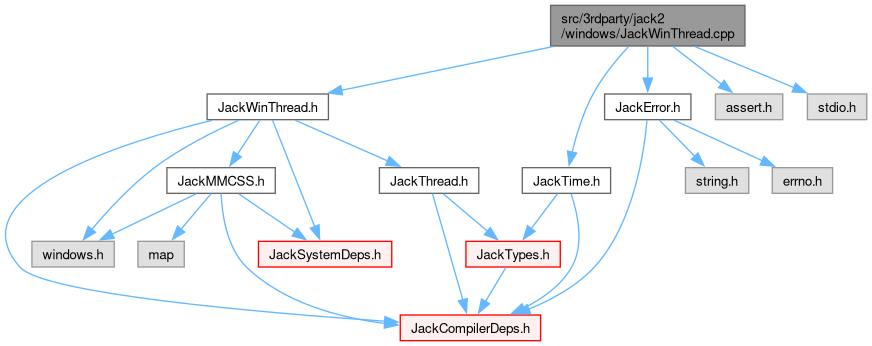 src/3rdparty/jack2
/windows/JackWinThread.cpp
JackWinThread.h
JackError.h
assert.h
stdio.h
JackMMCSS.h
JackThread.h
JackTime.h
string.h
errno.h
windows.h
map
JackSystemDeps.h
JackTypes.h
JackCompilerDeps.h